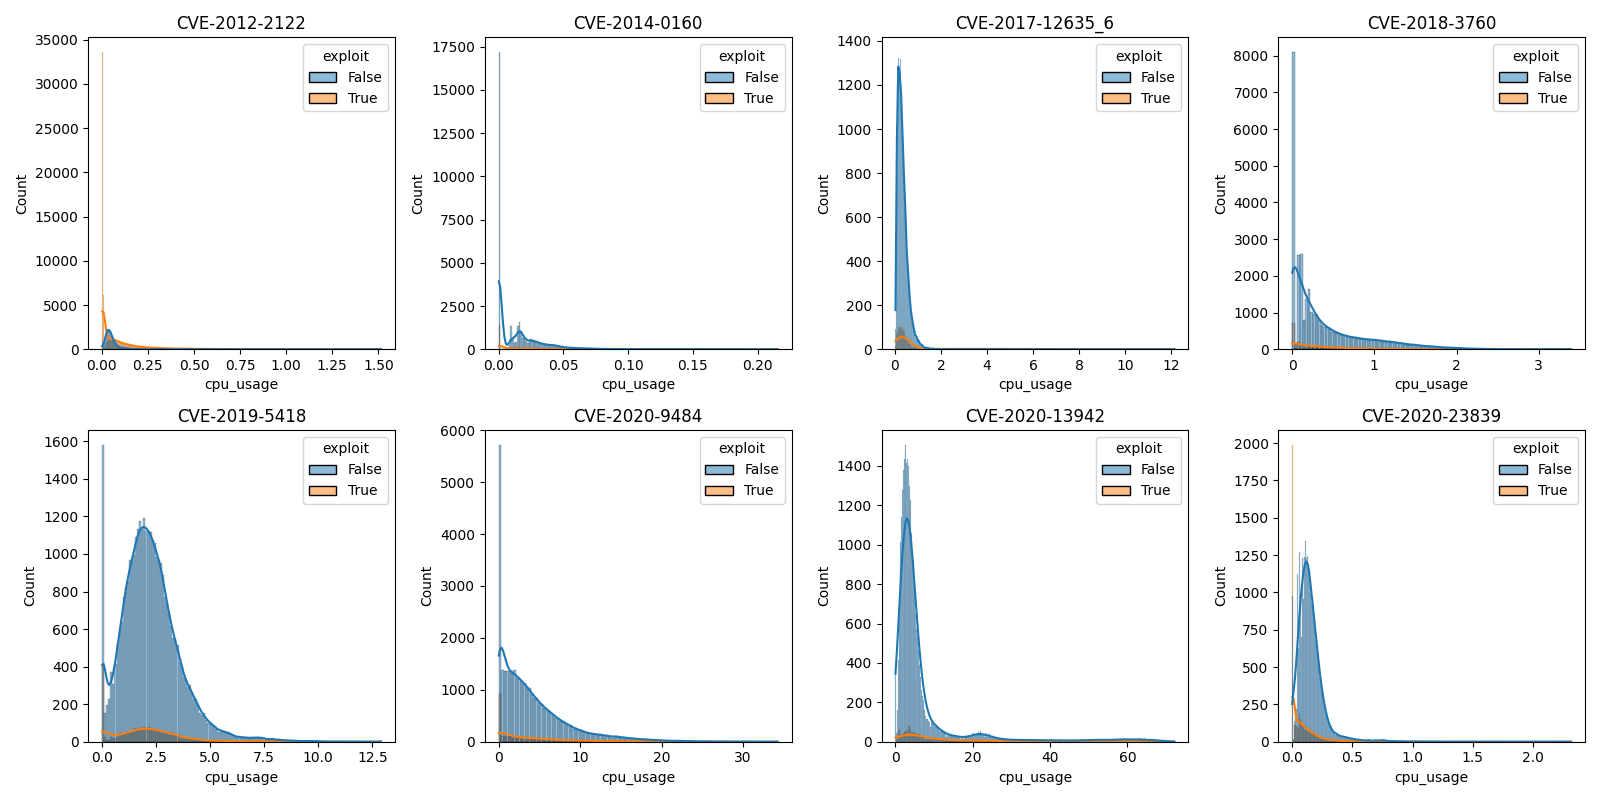 CVE-2012-2122
35000
30000
25000
20000
15000
10000
5000
0
Count
0.00 0.25 0.50 0.75 1.00 1.25 1.50
cpu_usage
exploit
False
True
CVE-2014-0160
17500
15000
12500
10000
7500
5000
2500
0
Count
0.00 0.05 0.10 0.15 0.20
cpu_usage
exploit
False
True
CVE-2017-12635_6
1400
1200
1000
800
600
400
200
0
Count
0 2 4 6 8 10 12
cpu_usage
exploit
False
True
CVE-2018-3760
8000
7000
6000
5000
4000
3000
2000
1000
0
Count
0 1 2 3
cpu_usage
exploit
False
True
CVE-2019-5418
1600
1400
1200
1000
800
600
400
200
0
Count
0.0 2.5 5.0 7.5 10.0 12.5
cpu_usage
exploit
False
True
CVE-2020-9484
6000
5000
4000
3000
2000
1000
0
Count
0 10 20 30
cpu_usage
exploit
False
True
CVE-2020-13942
1400
1200
1000
800
600
400
200
0
Count
0 20 40 60
cpu_usage
exploit
False
True
CVE-2020-23839
2000
1750
1500
1250
1000
750
500
250
0
Count
0.0 0.5 1.0 1.5 2.0
cpu_usage
exploit
False
True